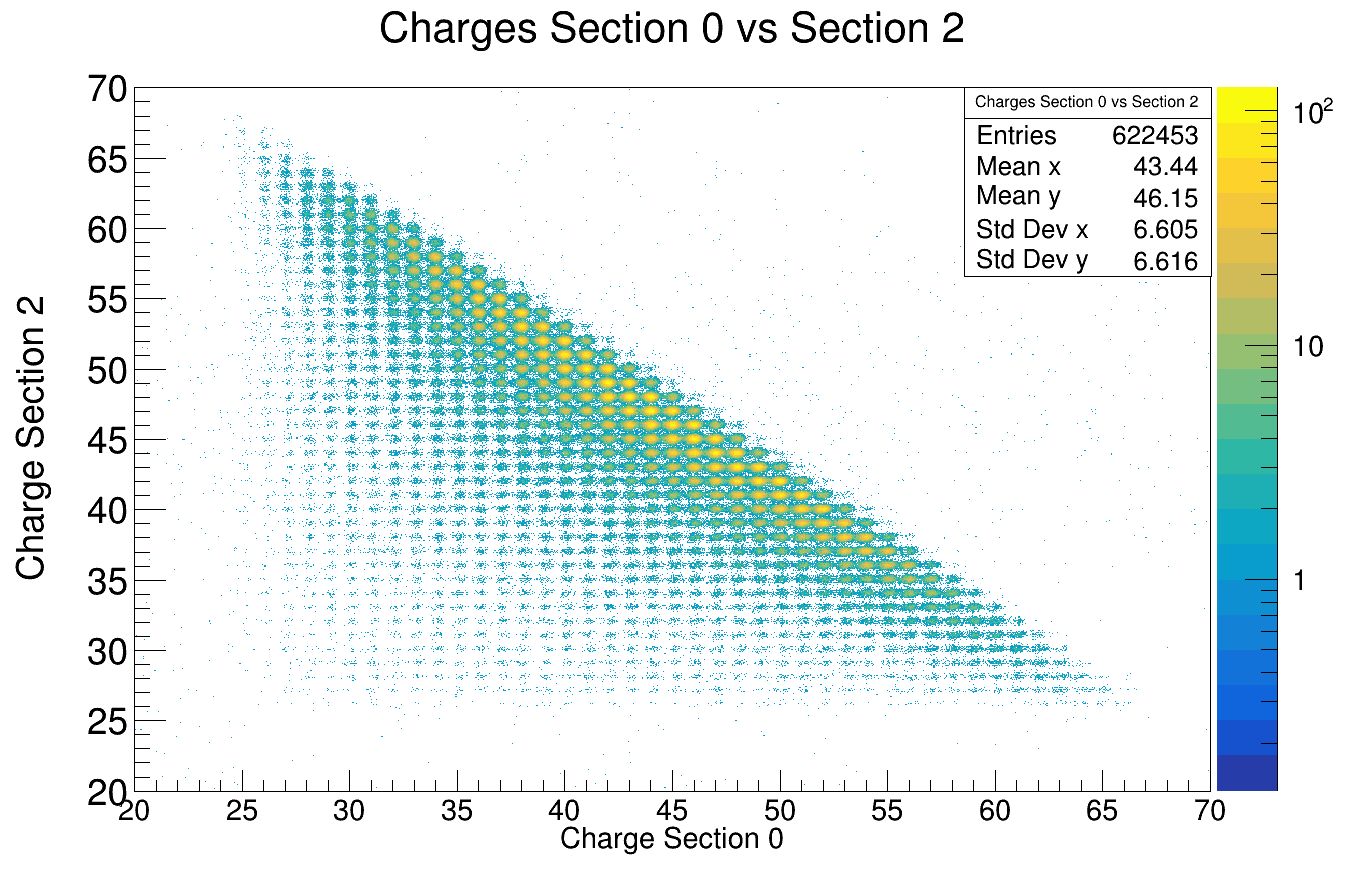 Charges Section 0 vs Section 2
Charges Section 0 vs Section 2
Entries 622453
Mean x 43.44
Mean y 46.15
Std Dev x 6.605
Std Dev y 6.616
Charge Section 2
70
65
60
55
50
45
40
35
30
25
20
20 25 30 35 40 45 50 55 60 65 70
Charge Section 0
10²
10
1